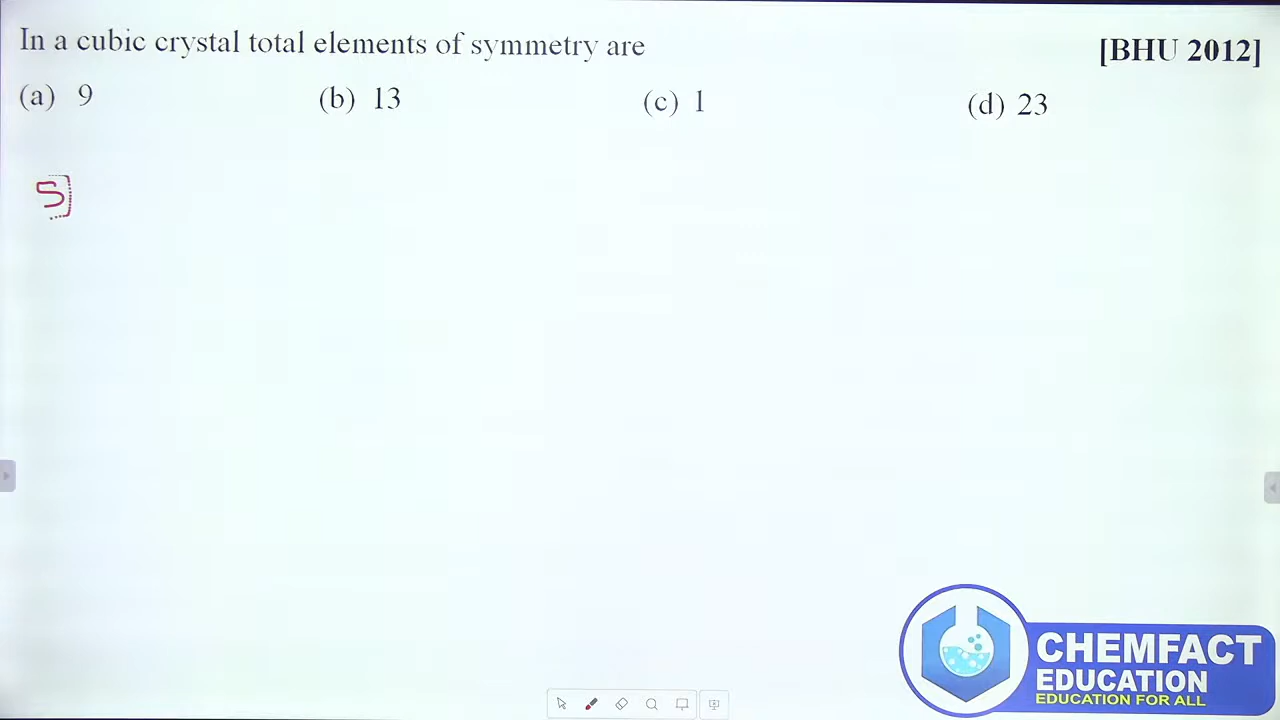 In a cubic crystal total elements of symmetry are [BHU 2012]
(a) 9 (b) 13 (c) 1 (d) 23
5]
CHEMFACT
EDUCATION
EDUCATION FOR ALL